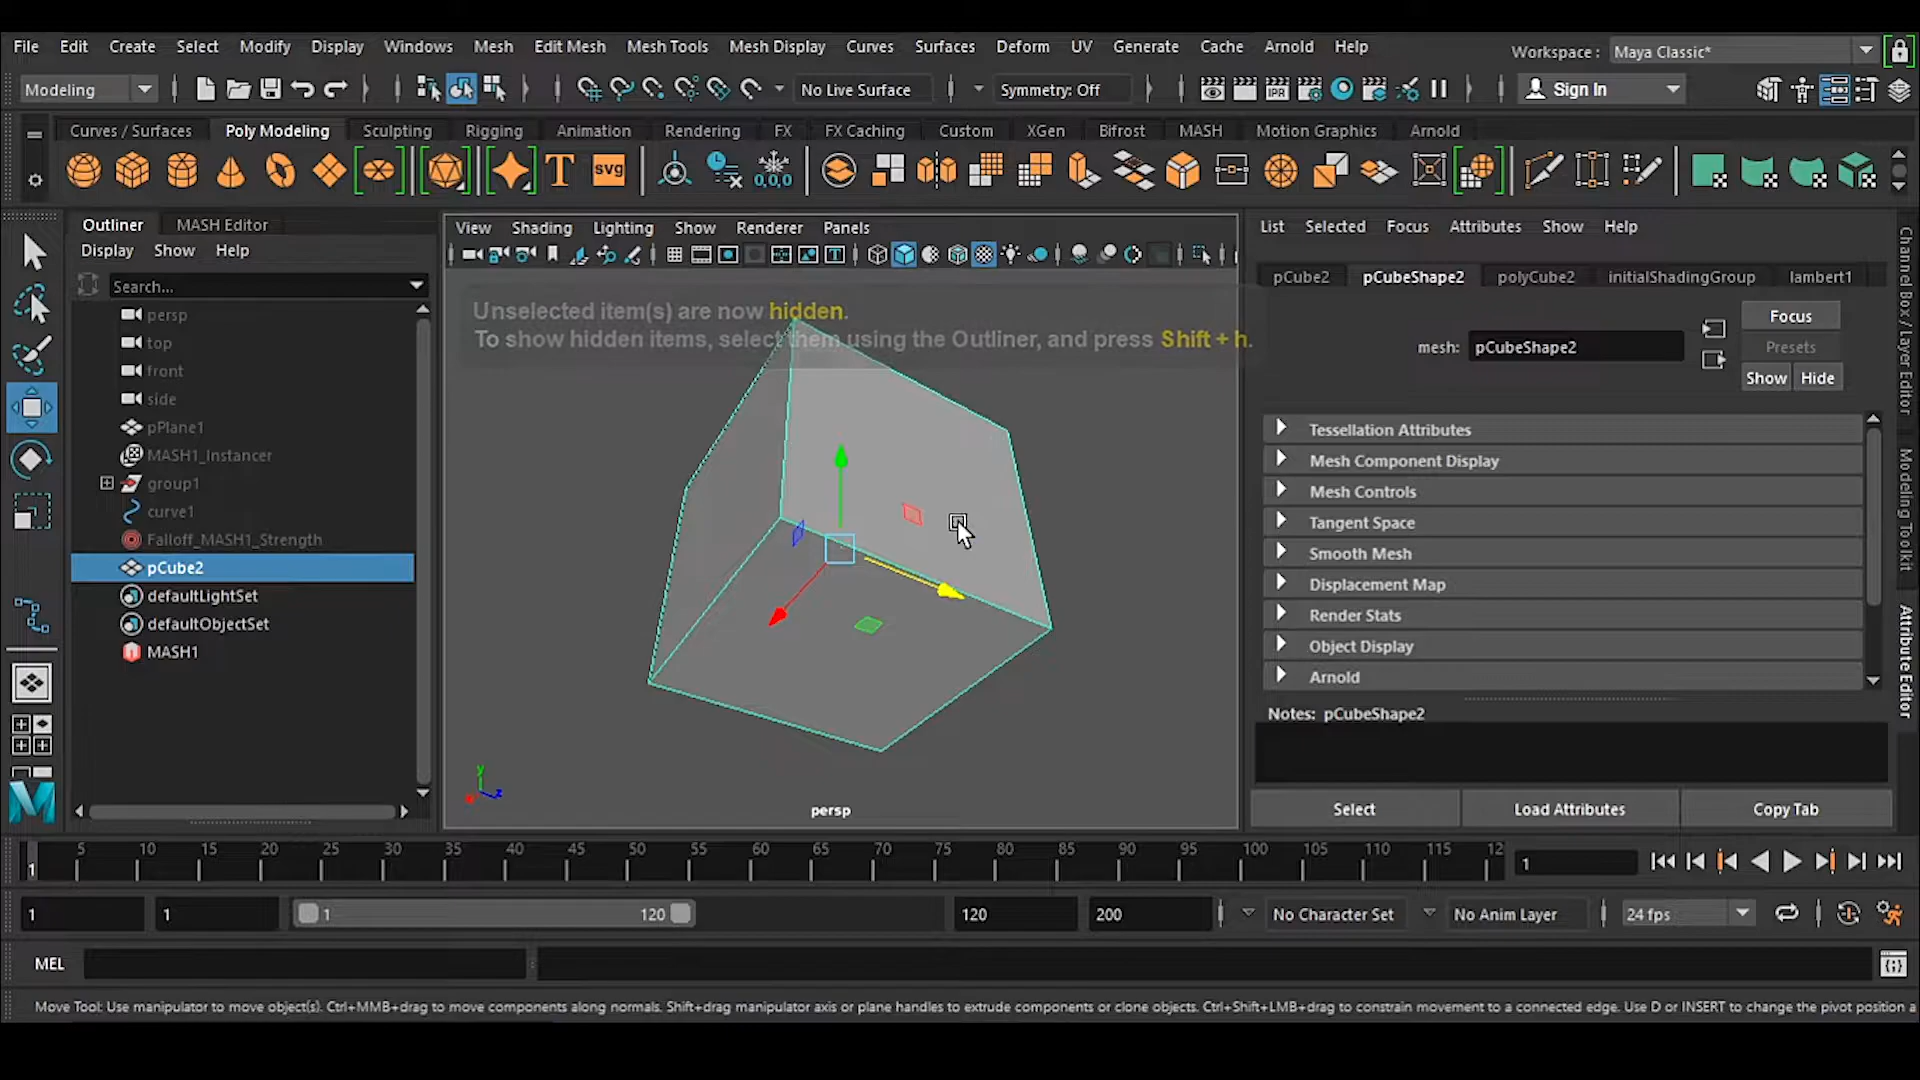 File Edit Create Select Modify Display Windows Mesh Edit Mesh Mesh Tools Mesh Display Curves Surfaces Deform UV Generate Cache Arnold Help Workspace : Maya Classic*
Modeling No Live Surface Symmetry: Off IPR Sign In
Curves / Surfaces Poly Modeling Sculpting Rigging Animation Rendering FX FX Caching Custom XGen Bifrost MASH Motion Graphics Arnold
T svg 0,0,0
Outliner MASH Editor
Display Show Help
Search...
persp
top
front
side
pPlane1
MASH1_Instancer
group1
curve1
Falloff_MASH1_Strength
pCube2
defaultLightSet
defaultObjectSet
MASH1
View Shading Lighting Show Renderer Panels
Unselected item(s) are now hidden.
To show hidden items, select them using the Outliner, and press Shift + h.
y
z
persp
List Selected Focus Attributes Show Help
pCube2 pCubeShape2 polyCube2 initialShadingGroup lambert1
mesh: pCubeShape2
Focus
Presets
Show Hide
Tessellation Attributes
Mesh Component Display
Mesh Controls
Tangent Space
Smooth Mesh
Displacement Map
Render Stats
Object Display
Arnold
Notes: pCubeShape2
Select Load Attributes Copy Tab
Channel Box / Layer Editor
Modeling Toolkit
Attribute Editor
1 5 10 15 20 25 30 35 40 45 50 55 60 65 70 75 80 85 90 95 100 105 110 115 12 1
1 1 1 120 120 200 No Character Set No Anim Layer 24 fps
MEL
Move Tool: Use manipulator to move object(s). Ctrl+MMB+drag to move components along normals. Shift+drag manipulator axis or plane handles to extrude components or clone objects. Ctrl+Shift+LMB+drag to constrain movement to a connected edge. Use D or INSERT to change the pivot position a